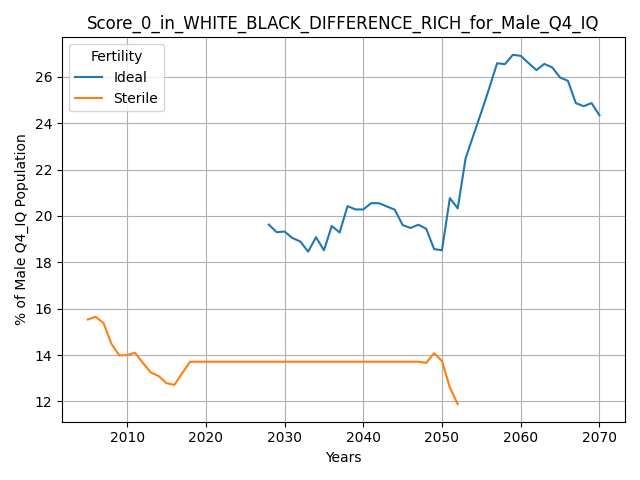 Score_0_in_WHITE_BLACK_DIFFERENCE_RICH_for_Male_Q4_IQ
Fertility
Ideal
Sterile
% of Male Q4_IQ Population
26
24
22
20
18
16
14
12
2010 2020 2030 2040 2050 2060 2070
Years